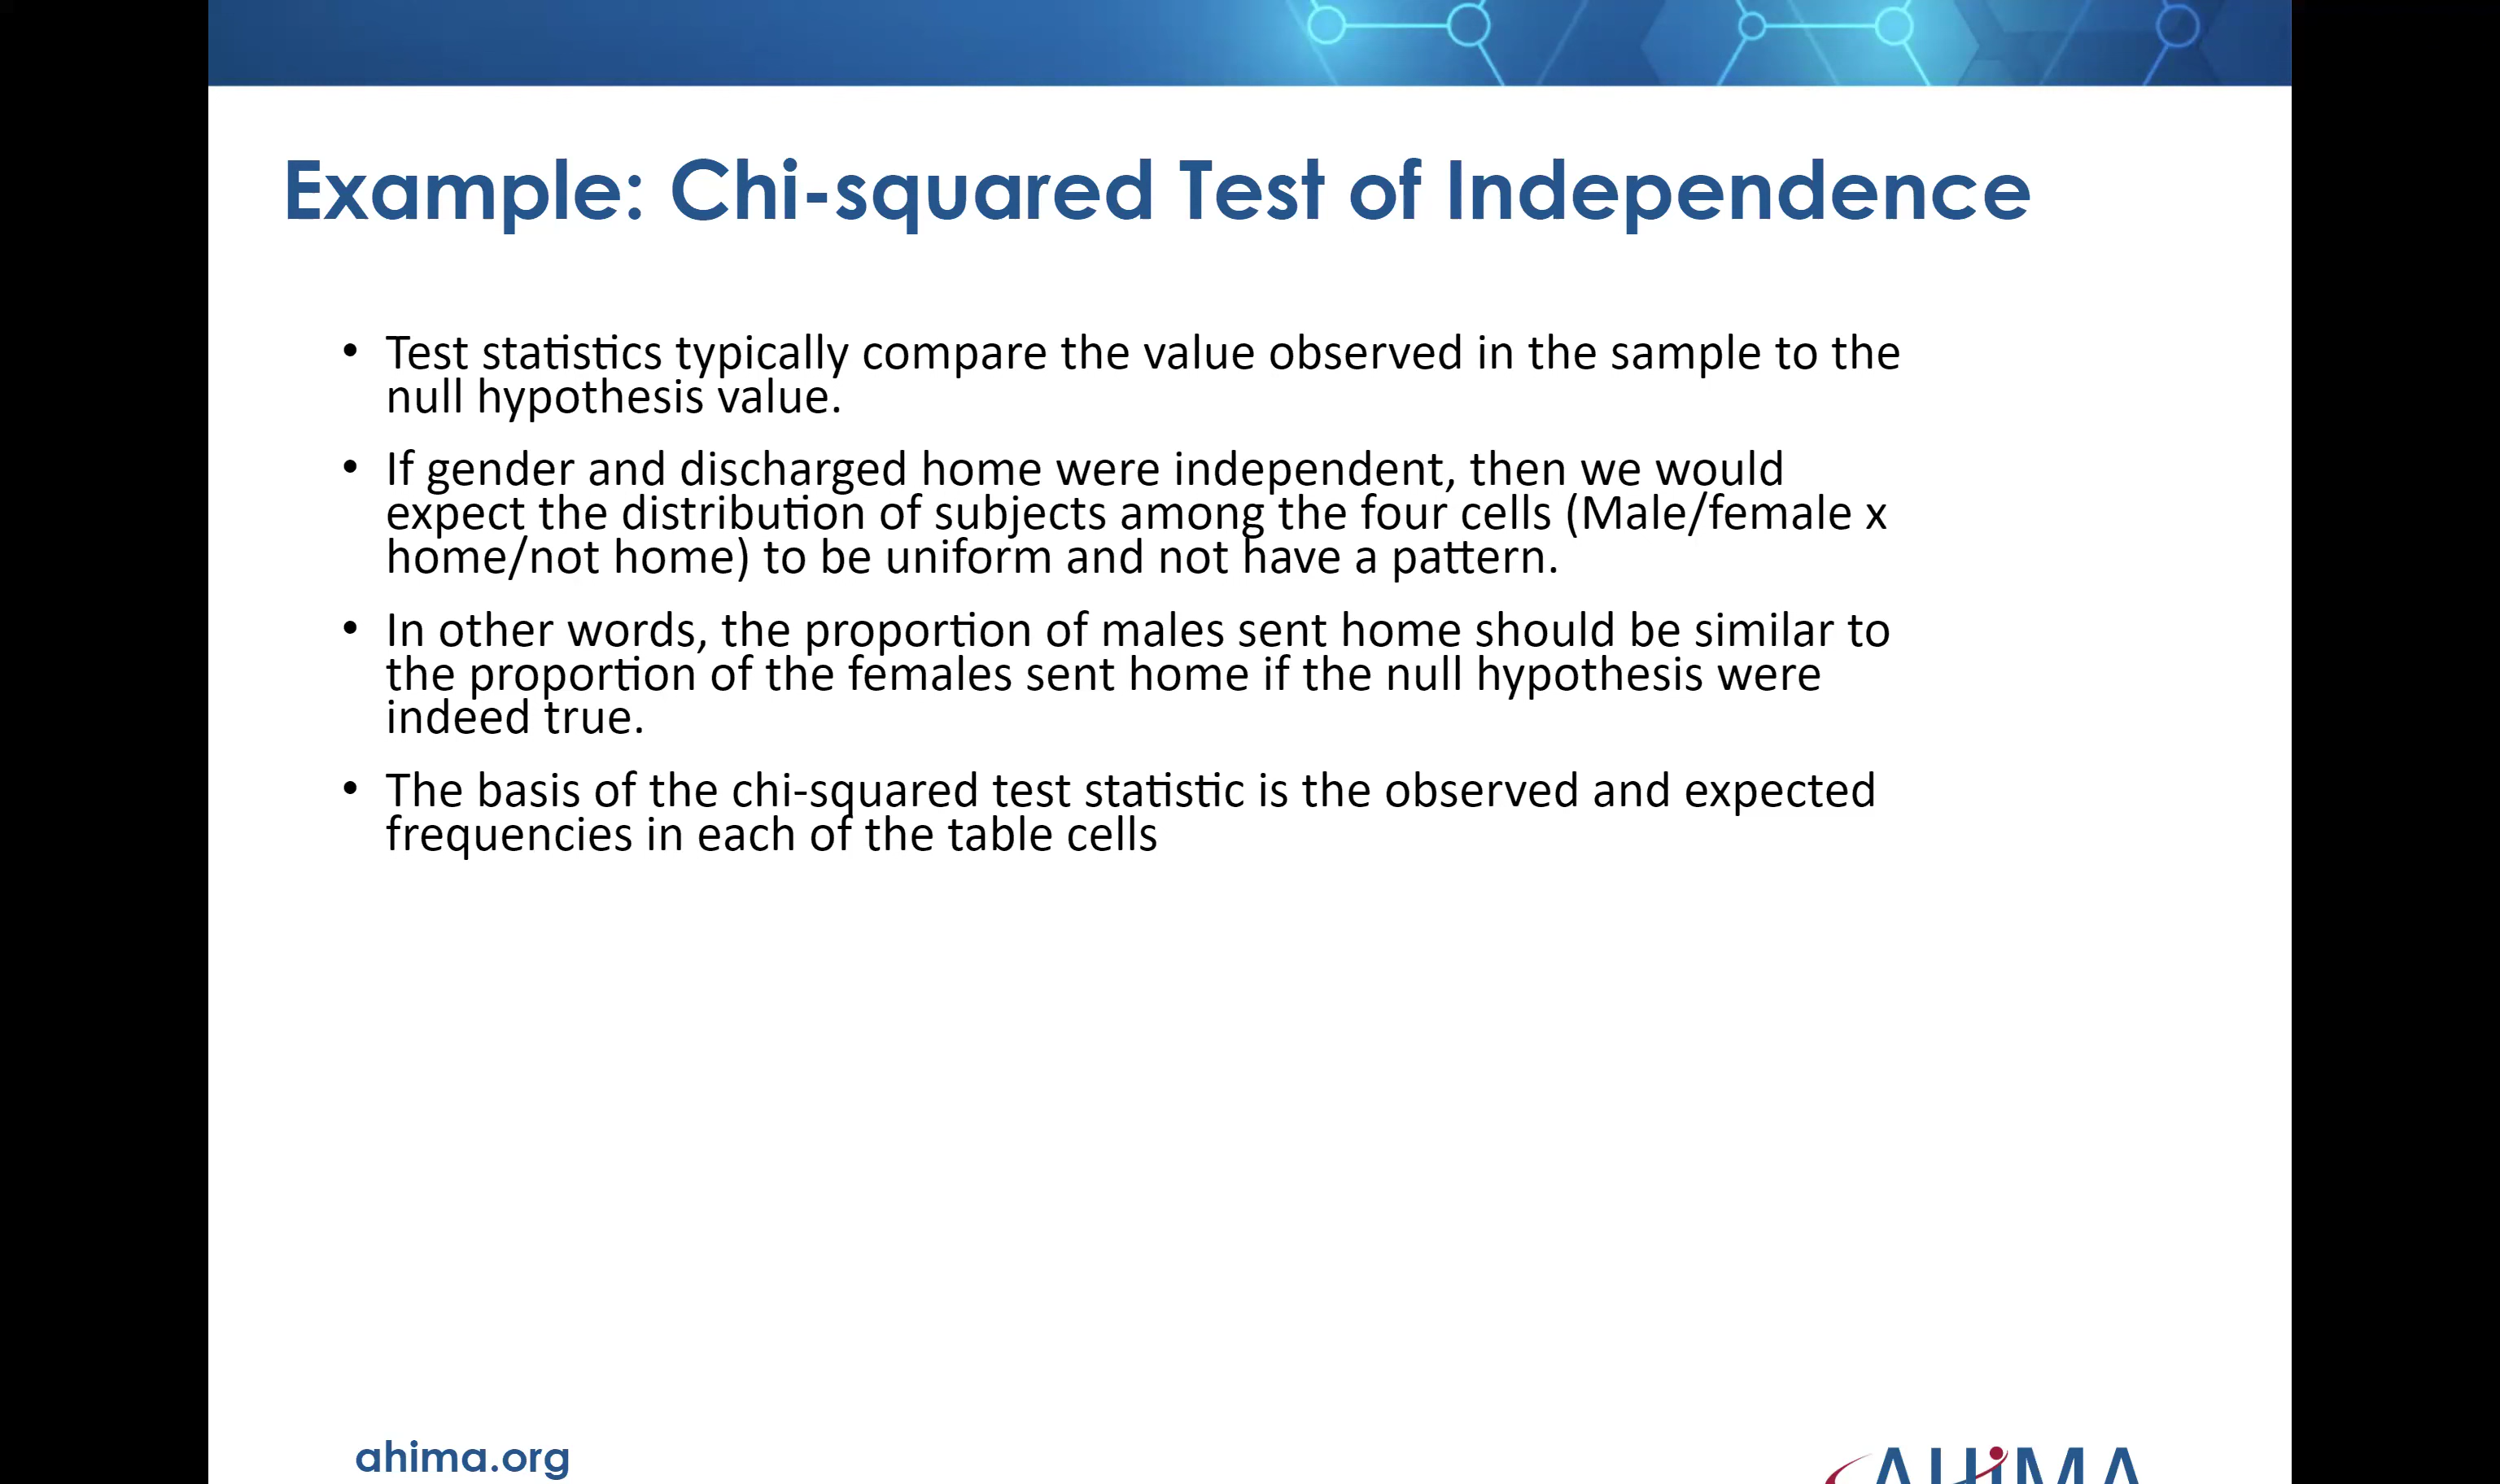 Example: Chi-squared Test of Independence
• Test statistics typically compare the value observed in the sample to the
null hypothesis value.
• If gender and discharged home were independent, then we would
expect the distribution of subjects among the four cells (Male/female x
home/not home) to be uniform and not have a pattern.
• In other words, the proportion of males sent home should be similar to
the proportion of the females sent home if the null hypothesis were
indeed true.
• The basis of the chi-squared test statistic is the observed and expected
frequencies in each of the table cells
ahima.org
AHiMA